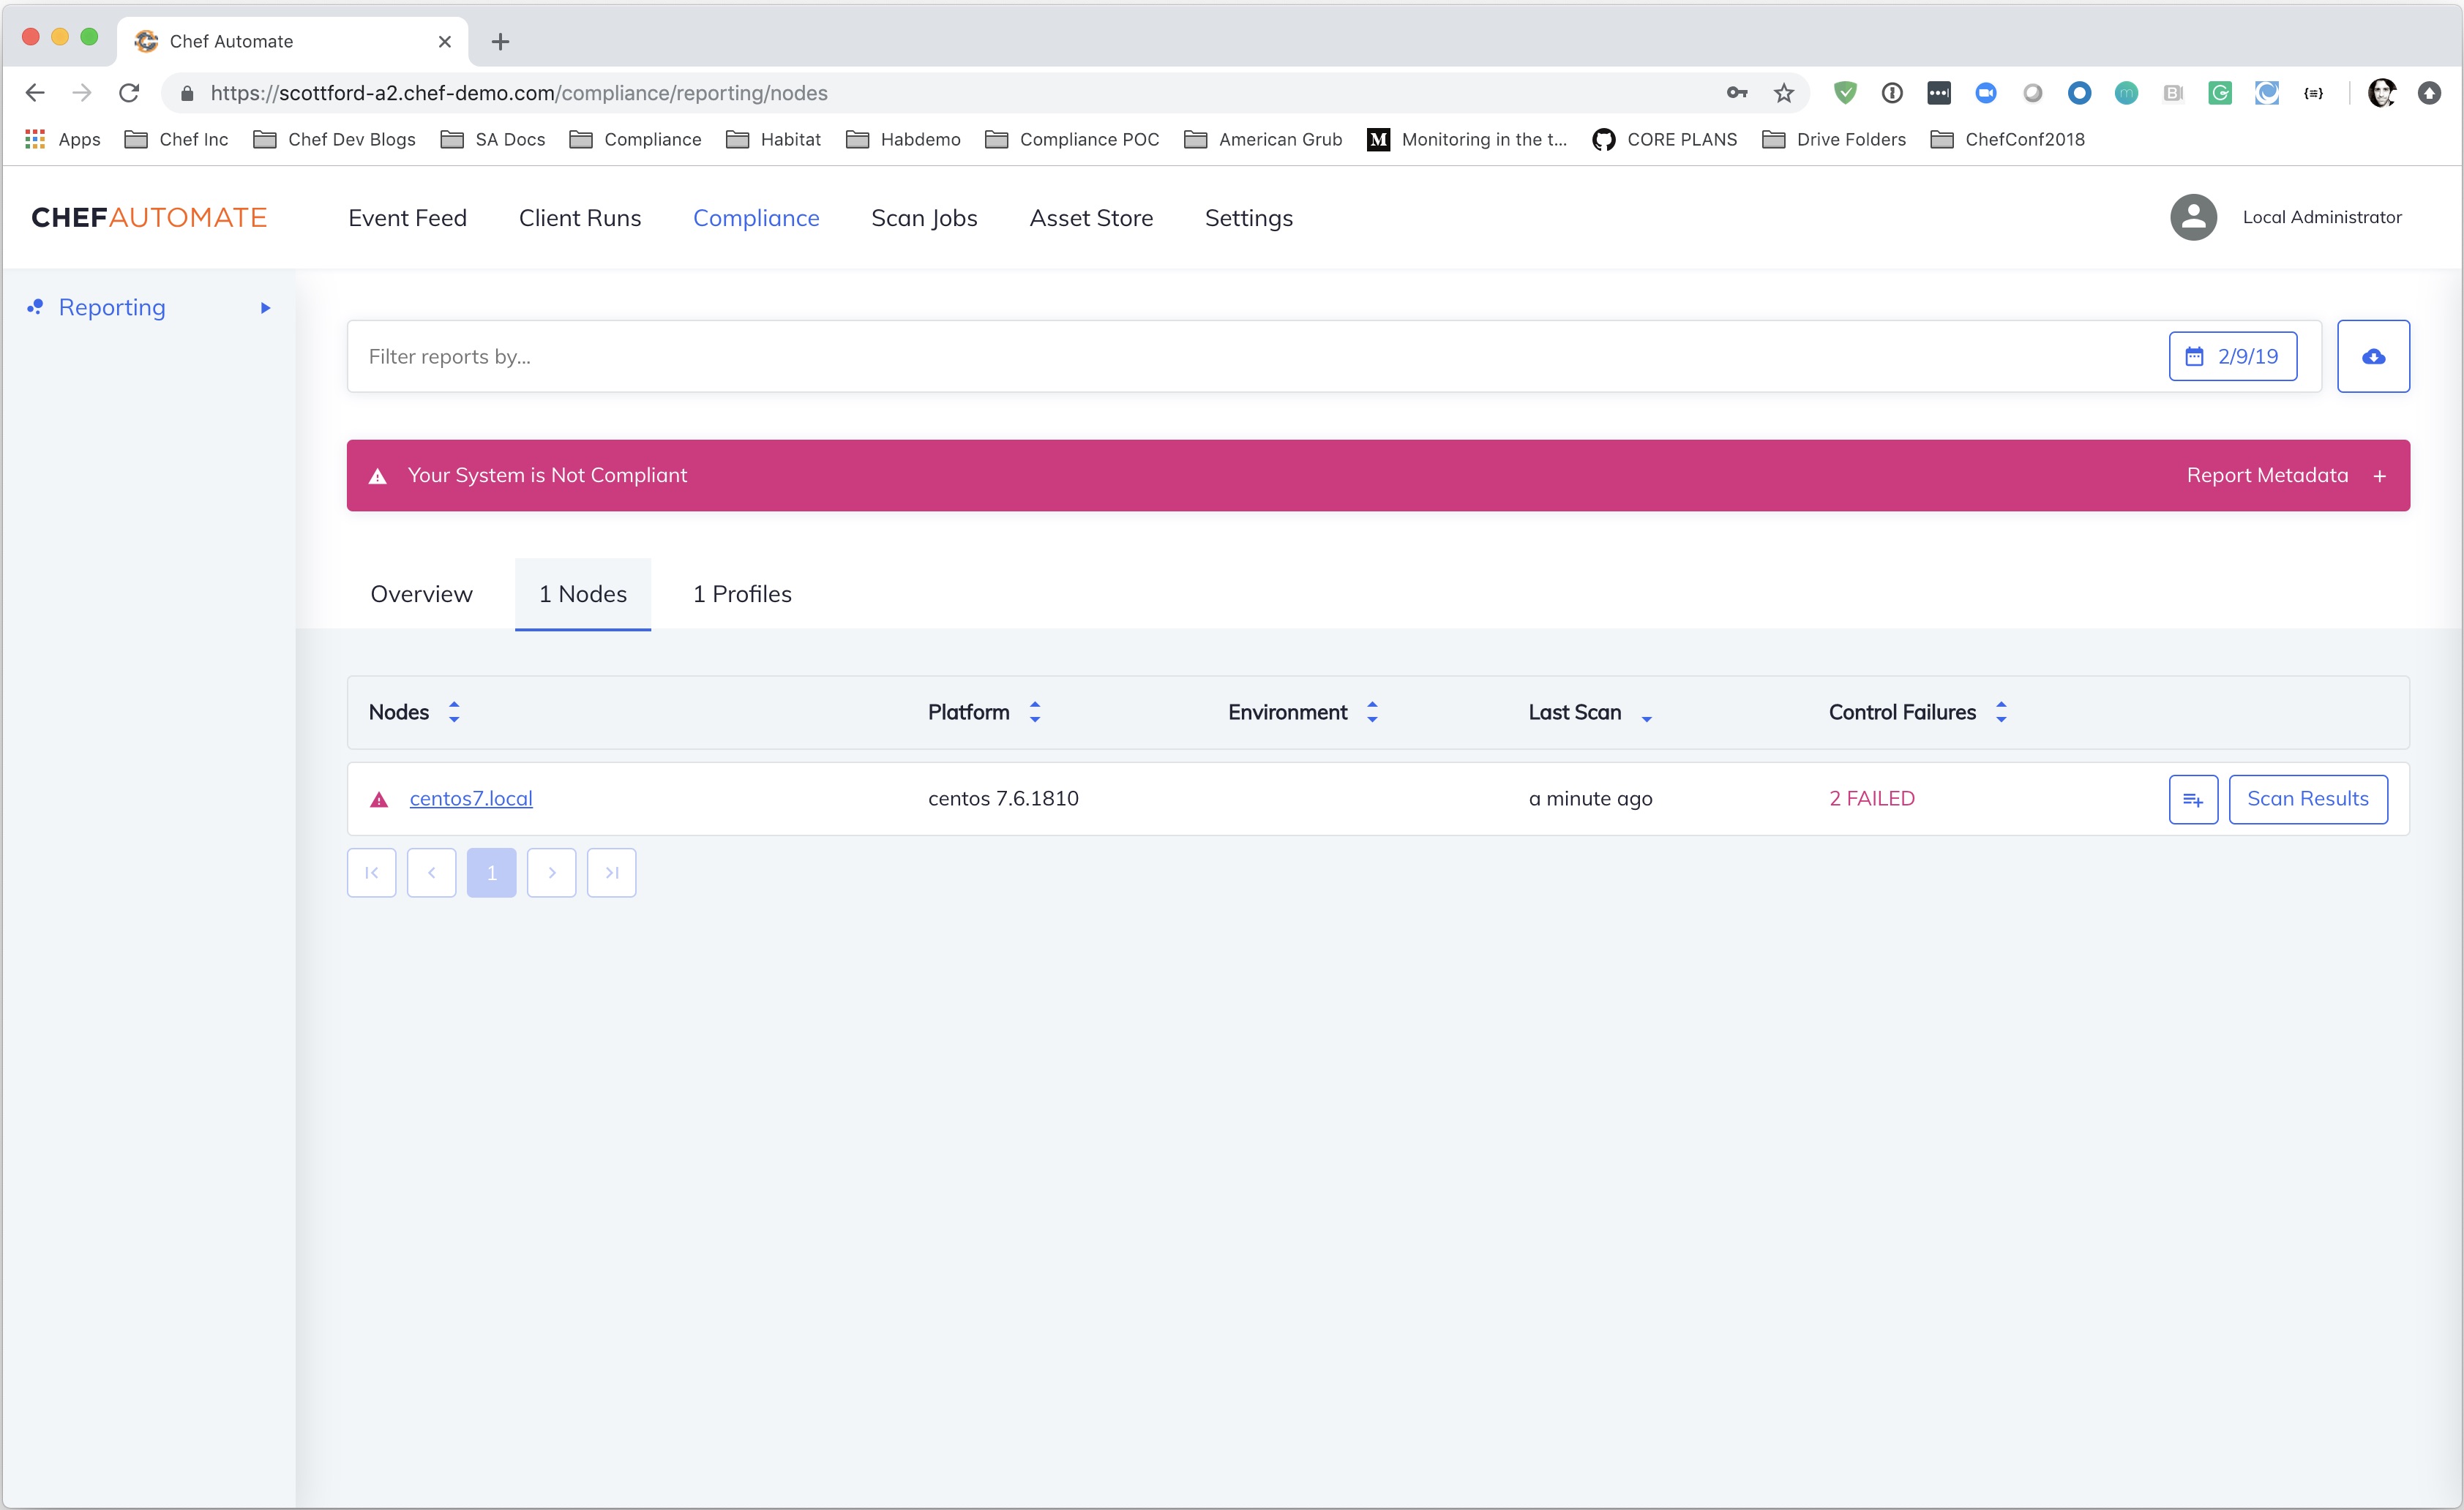 Chef Automate
https://scottford-a2.chef-demo.com/compliance/reporting/nodes
Apps Chef Inc Chef Dev Blogs SA Docs Compliance Habitat Habdemo Compliance POC American Grub M Monitoring in the t... CORE PLANS Drive Folders ChefConf2018
CHEFAUTOMATE Event Feed Client Runs Compliance Scan Jobs Asset Store Settings Local Administrator
Reporting
Filter reports by... 2/9/19
Your System is Not Compliant Report Metadata +
Overview 1 Nodes 1 Profiles
Nodes Platform Environment Last Scan Control Failures
centos7.local centos 7.6.1810 a minute ago 2 FAILED Scan Results
1